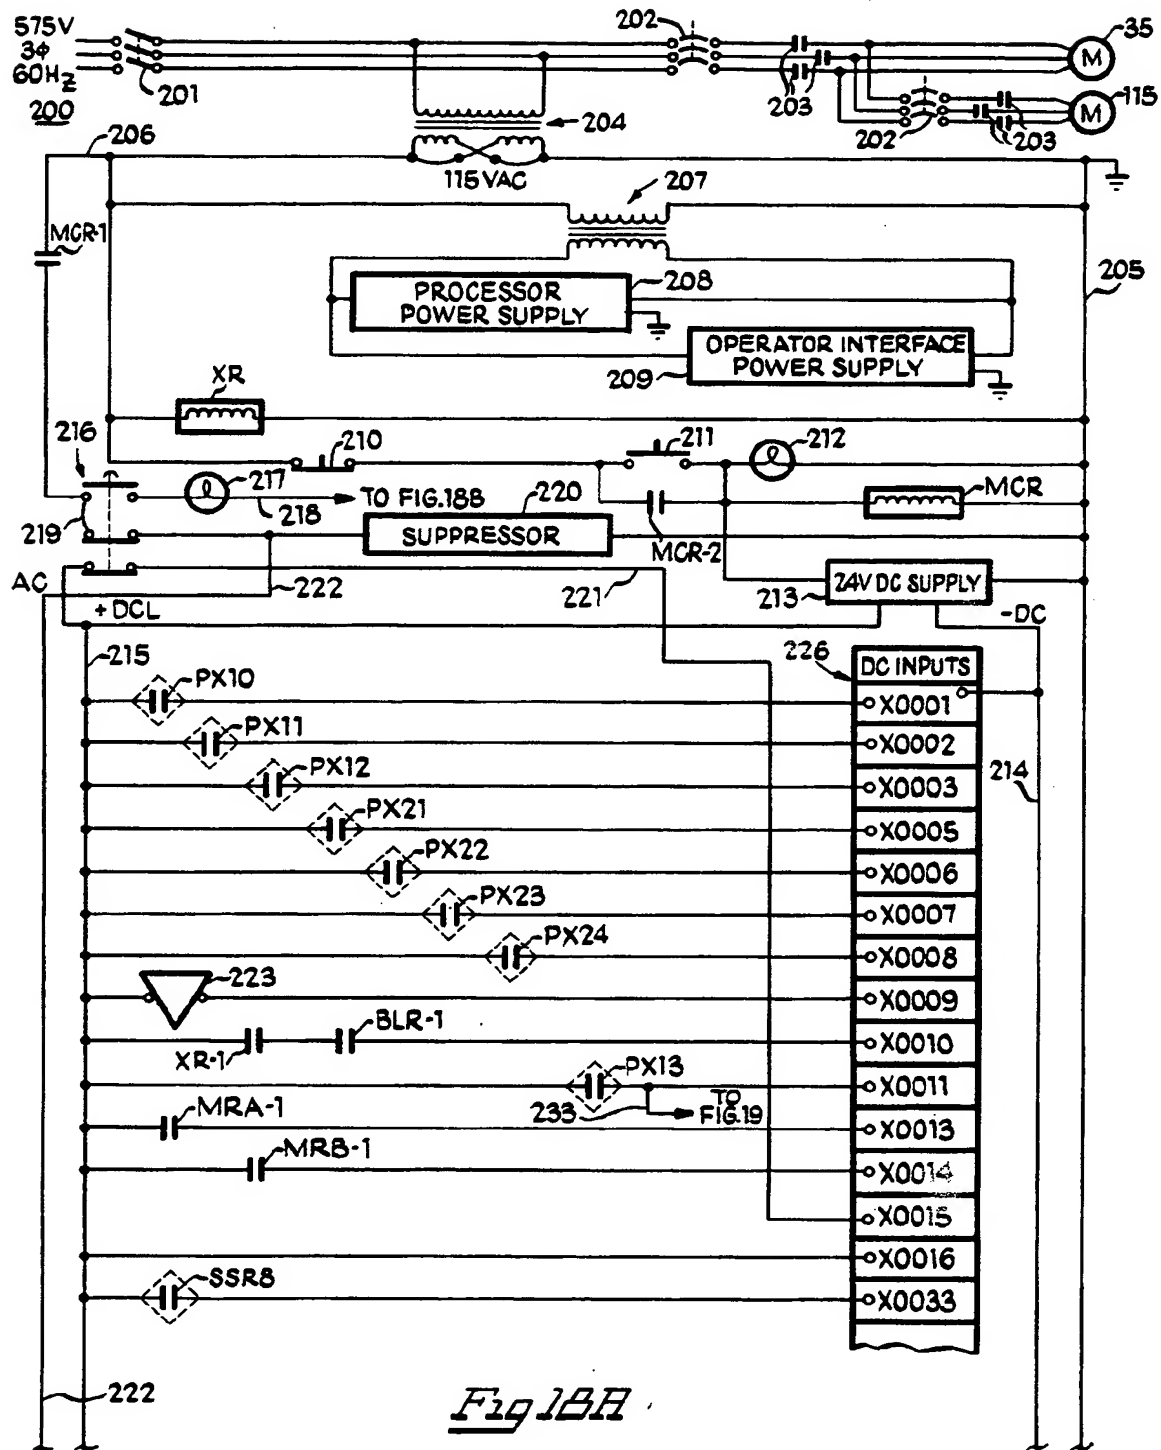 575V
3Φ
60Hz
200
201
202
203
35
115
202
203
204
206
115VAC
207
MCR-1
205
PROCESSOR
POWER SUPPLY
208
OPERATOR INTERFACE
POWER SUPPLY
209
XR
216
210
211
212
217
TO FIG.18B
218
219
220
SUPPRESSOR
MCR
MCR-2
AC
222
221
213
24V DC SUPPLY
+DCL
-DC
215
226
DC INPUTS
PX10
X0001
PX11
X0002
214
PX12
X0003
PX21
X0005
PX22
X0006
PX23
X0007
PX24
X0008
223
X0009
BLR-1
XR-1
X0010
PX13
X0011
233
TO
FIG.19
MRA-1
X0013
MRB-1
X0014
X0015
X0016
SSR8
X0033
222
Fig 18A